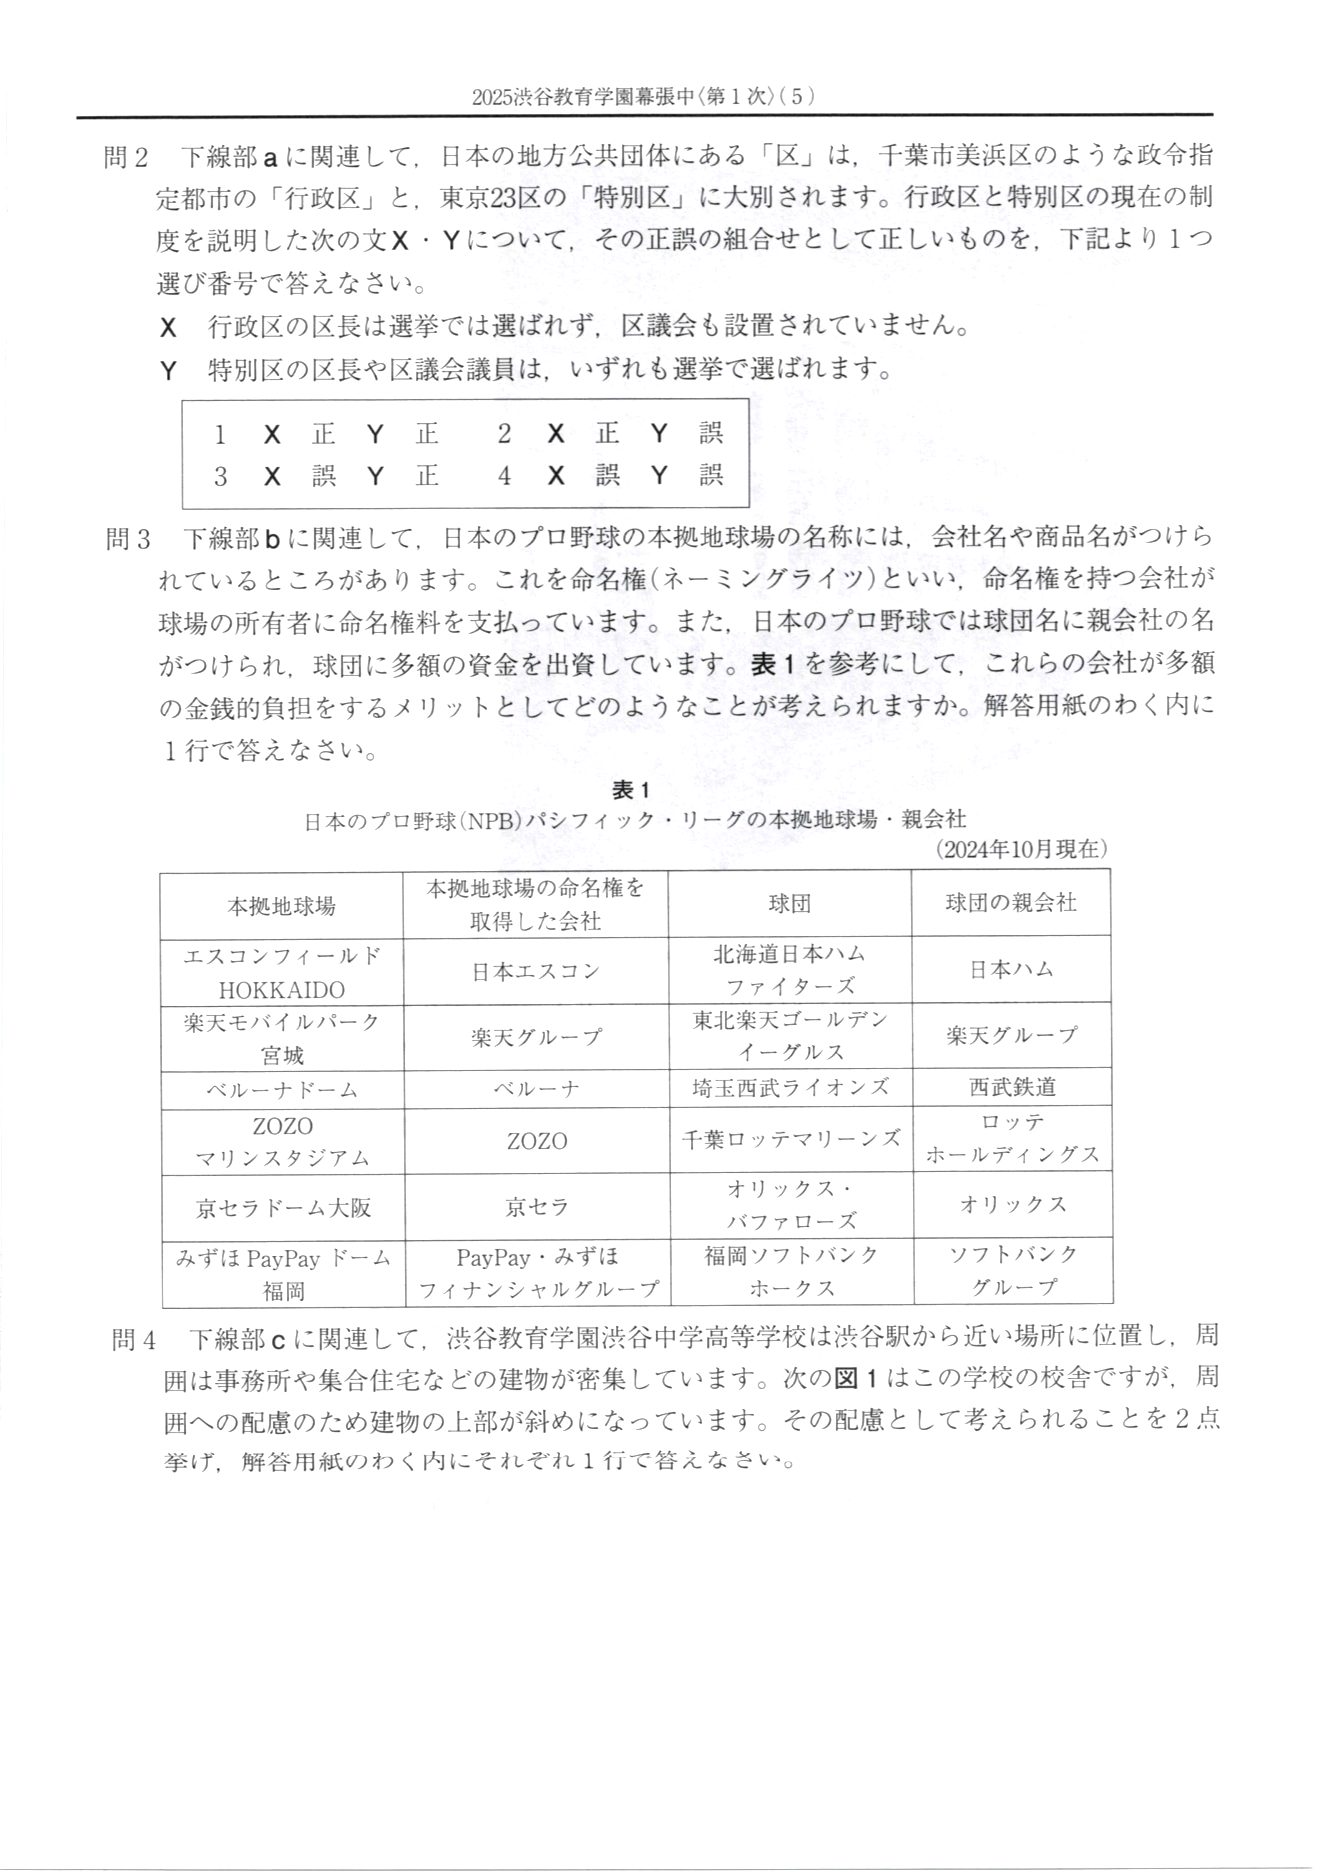 2025渋谷教育学園幕張中〈第1次〉(5)
問2 下線部aに関連して，日本の地方公共団体にある「区」は，千葉市美浜区のような政令指
定都市の「行政区」と，東京23区の「特別区」に大別されます。行政区と特別区の現在の制
度を説明した次の文X・Yについて，その正誤の組合せとして正しいものを，下記より1つ
選び番号で答えなさい。
X 行政区の区長は選挙では選ばれず，区議会も設置されていません。
Y 特別区の区長や区議会議員は，いずれも選挙で選ばれます。
1 X 正 Y 正 2 X 正 Y 誤
3 X 誤 Y 正 4 X 誤 Y 誤
問3 下線部bに関連して，日本のプロ野球の本拠地球場の名称には，会社名や商品名がつけら
れているところがあります。これを命名権(ネーミングライツ)といい，命名権を持つ会社が
球場の所有者に命名権料を支払っています。また，日本のプロ野球では球団名に親会社の名
がつけられ，球団に多額の資金を出資しています。表1を参考にして，これらの会社が多額
の金銭的負担をするメリットとしてどのようなことが考えられますか。解答用紙のわく内に
1行で答えなさい。
表1
日本のプロ野球(NPB)パシフィック・リーグの本拠地球場・親会社
(2024年10月現在)
本拠地球場 本拠地球場の命名権を 球団 球団の親会社
取得した会社
エスコンフィールド 日本エスコン 北海道日本ハム 日本ハム
HOKKAIDO ファイターズ
楽天モバイルパーク 楽天グループ 東北楽天ゴールデン 楽天グループ
宮城 イーグルス
ベルーナドーム ベルーナ 埼玉西武ライオンズ 西武鉄道
ZOZO ZOZO 千葉ロッテマリーンズ ロッテ
マリンスタジアム ホールディングス
京セラドーム大阪 京セラ オリックス・ オリックス
バファローズ
みずほPayPayドーム PayPay・みずほ 福岡ソフトバンク ソフトバンク
福岡 フィナンシャルグループ ホークス グループ
問4 下線部cに関連して，渋谷教育学園渋谷中学高等学校は渋谷駅から近い場所に位置し，周
囲は事務所や集合住宅などの建物が密集しています。次の図1はこの学校の校舎ですが，周
囲への配慮のため建物の上部が斜めになっています。その配慮として考えられることを2点
挙げ，解答用紙のわく内にそれぞれ1行で答えなさい。